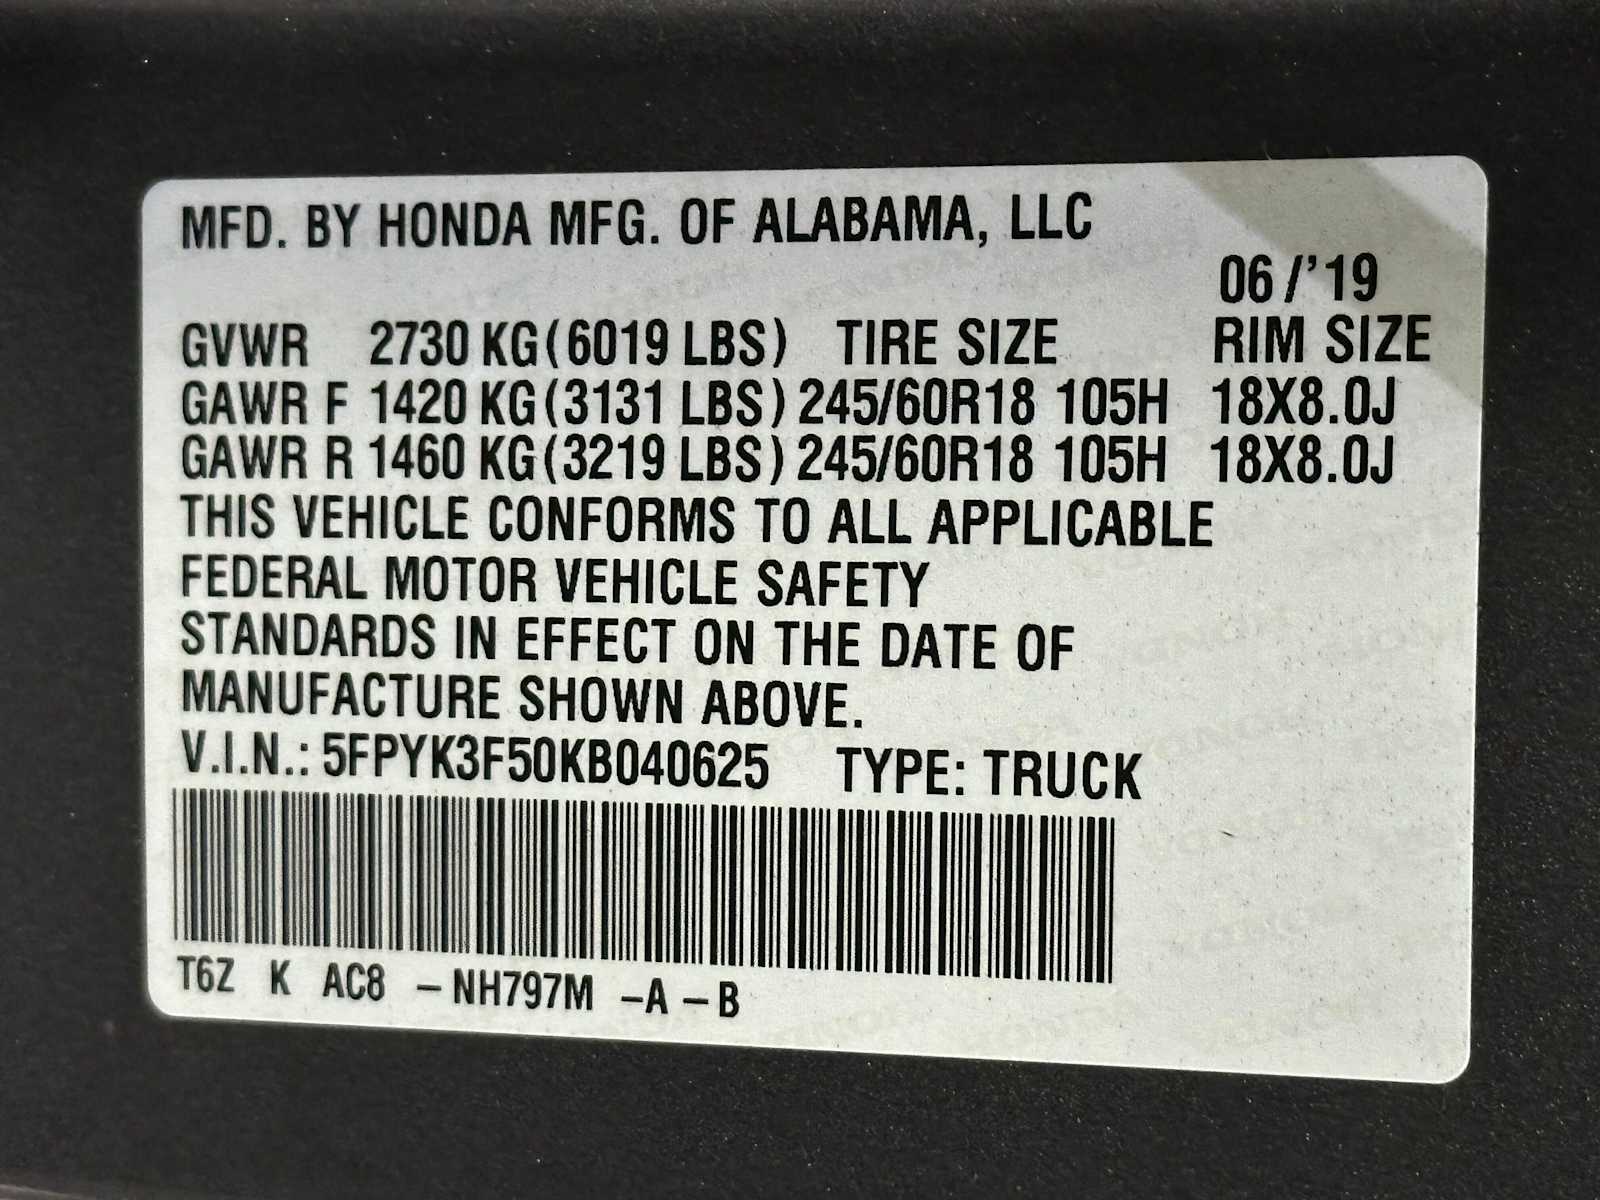 MFD. BY HONDA MFG. OF ALABAMA, LLC
06/'19
GVWR 2730 KG(6019 LBS) TIRE SIZE RIM SIZE
GAWR F 1420 KG(3131 LBS) 245/60R18 105H 18X8.0J
GAWR R 1460 KG(3219 LBS) 245/60R18 105H 18X8.0J
THIS VEHICLE CONFORMS TO ALL APPLICABLE
FEDERAL MOTOR VEHICLE SAFETY
STANDARDS IN EFFECT ON THE DATE OF
MANUFACTURE SHOWN ABOVE.
V.I.N.: 5FPYK3F50KB040625 TYPE: TRUCK
T6Z K AC8 –NH797M –A –B